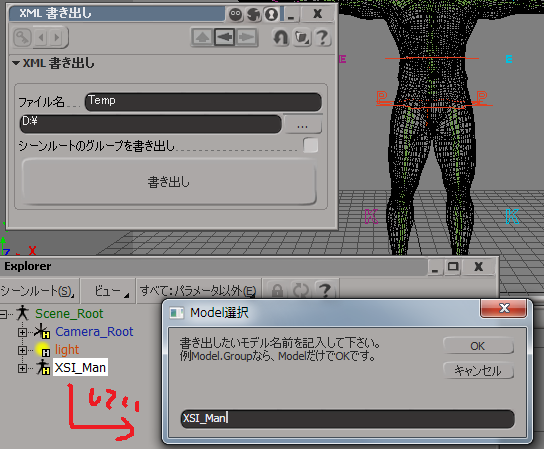 XML 書き出し
XML 書き出し
ファイル名
Temp
D:¥
...
シーンルートのグループを書き出し
書き出し
Explorer
シーンルート(S)
ビュー
すべて:パラメータ以外(E)
Scene_Root
Camera_Root
light
XSI_Man
Model選択
書き出したいモデル名前を記入して下さい。
例Model.Groupなら、ModelだけでOKです。
OK
キャンセル
XSI_Man